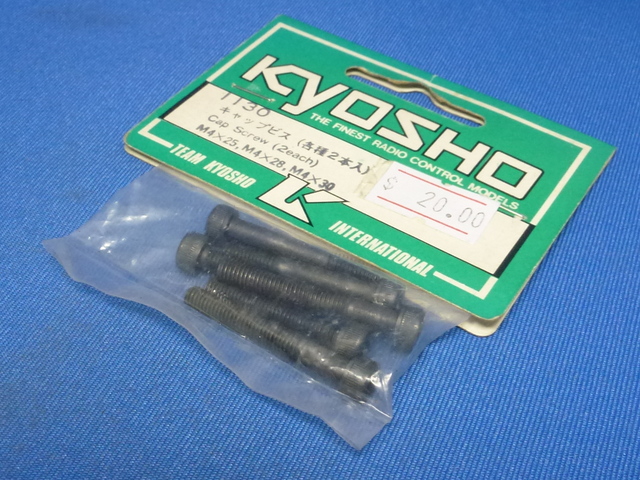 KYOSHO
THE FINEST RADIO CONTROL MODELS
1130
キャップビス (各種2本入)
Cap Screw (2each)
M4×25, M4×28, M4×30
$ 20.00
TEAM KYOSHO
K
INTERNATIONAL